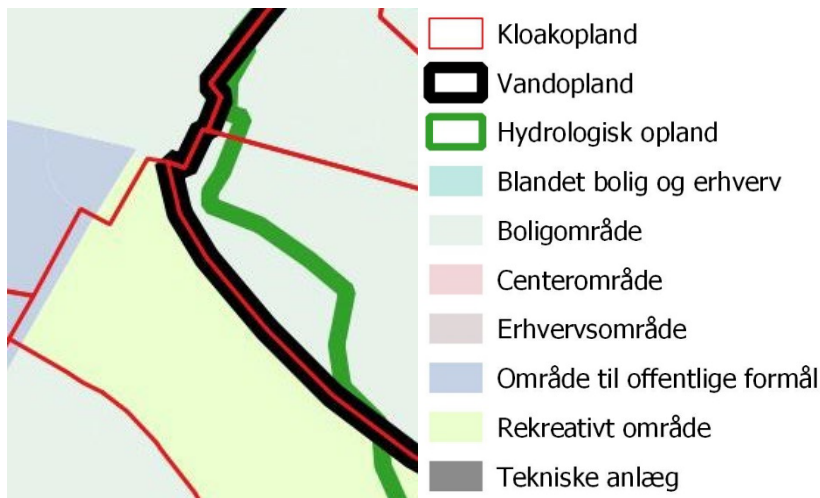 Kloakopland
Vandopland
Hydrologisk opland
Blandet bolig og erhverv
Boligområde
Centerområde
Erhvervsområde
Område til offentlige formål
Rekreativt område
Tekniske anlæg